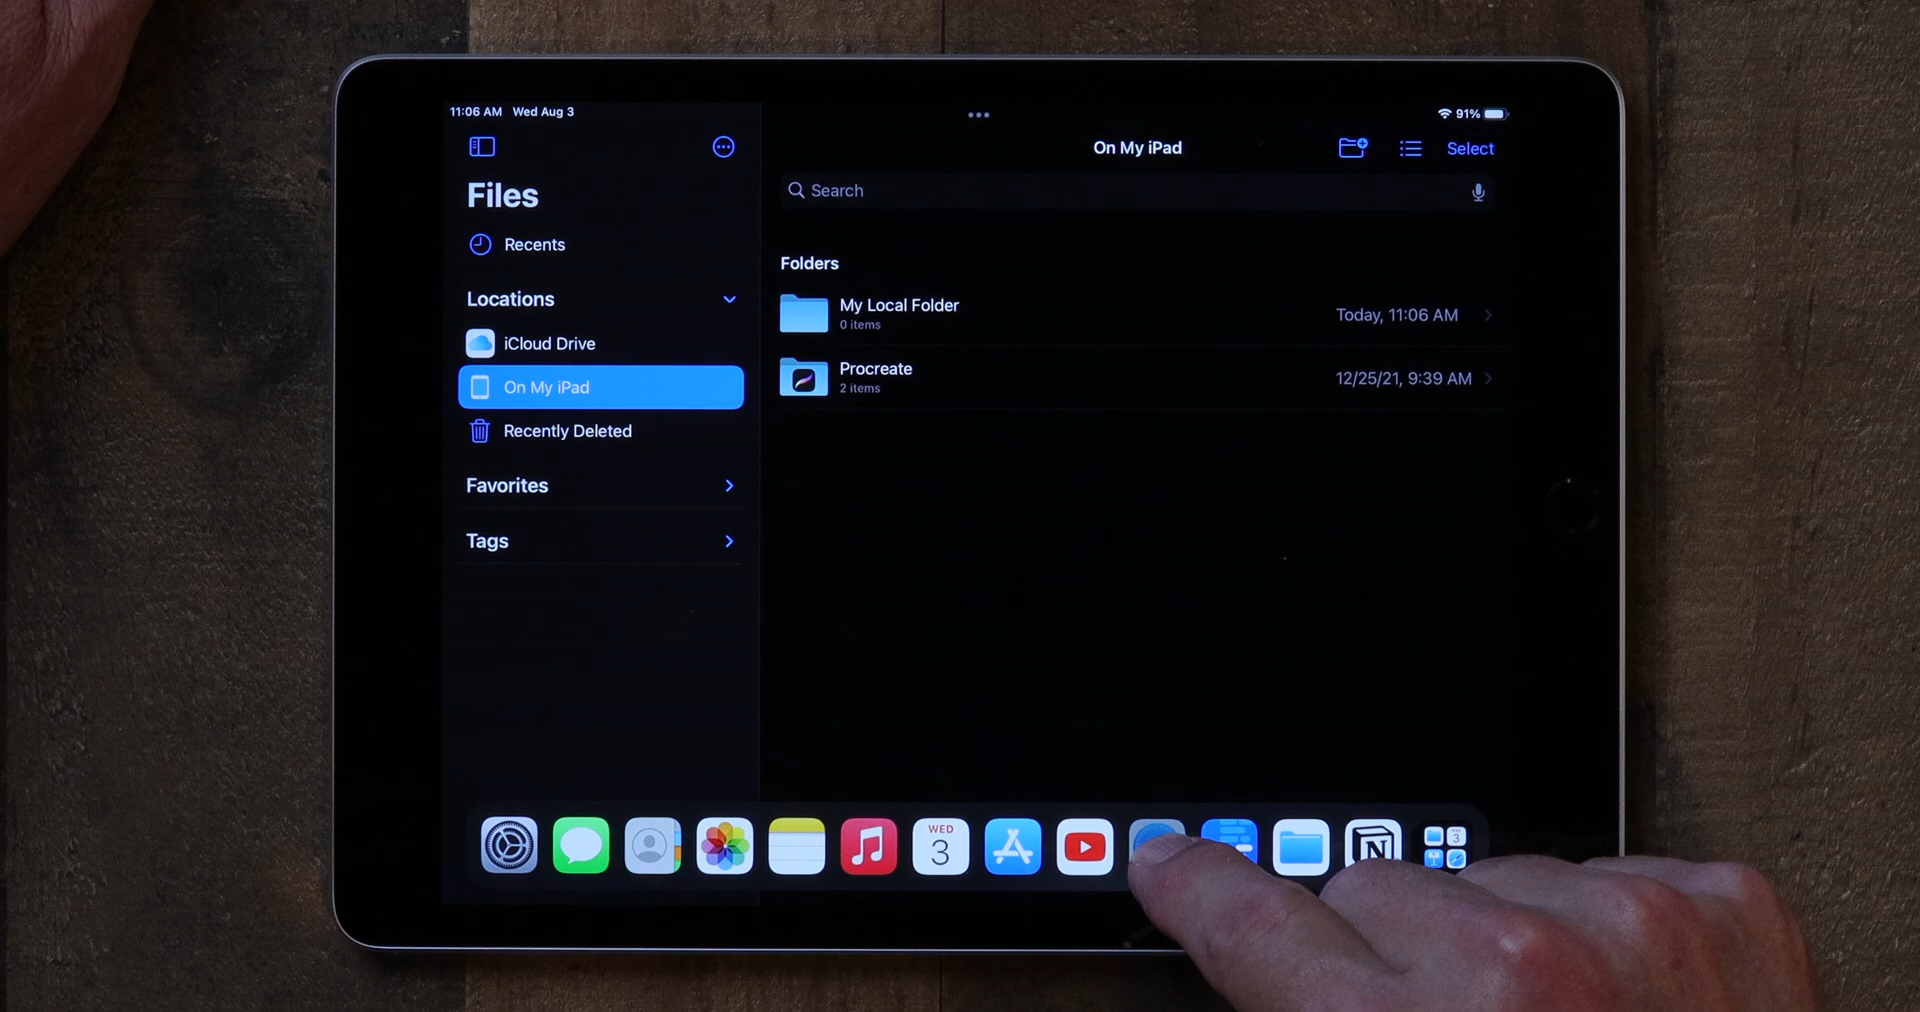 11:06 AM Wed Aug 3
91%
On My iPad
Select
Files
Search
Recents
Folders
Locations
My Local Folder
0 items
Today, 11:06 AM
iCloud Drive
Procreate
2 items
12/25/21, 9:39 AM
On My iPad
Recently Deleted
Favorites
Tags
WED
3
N
3